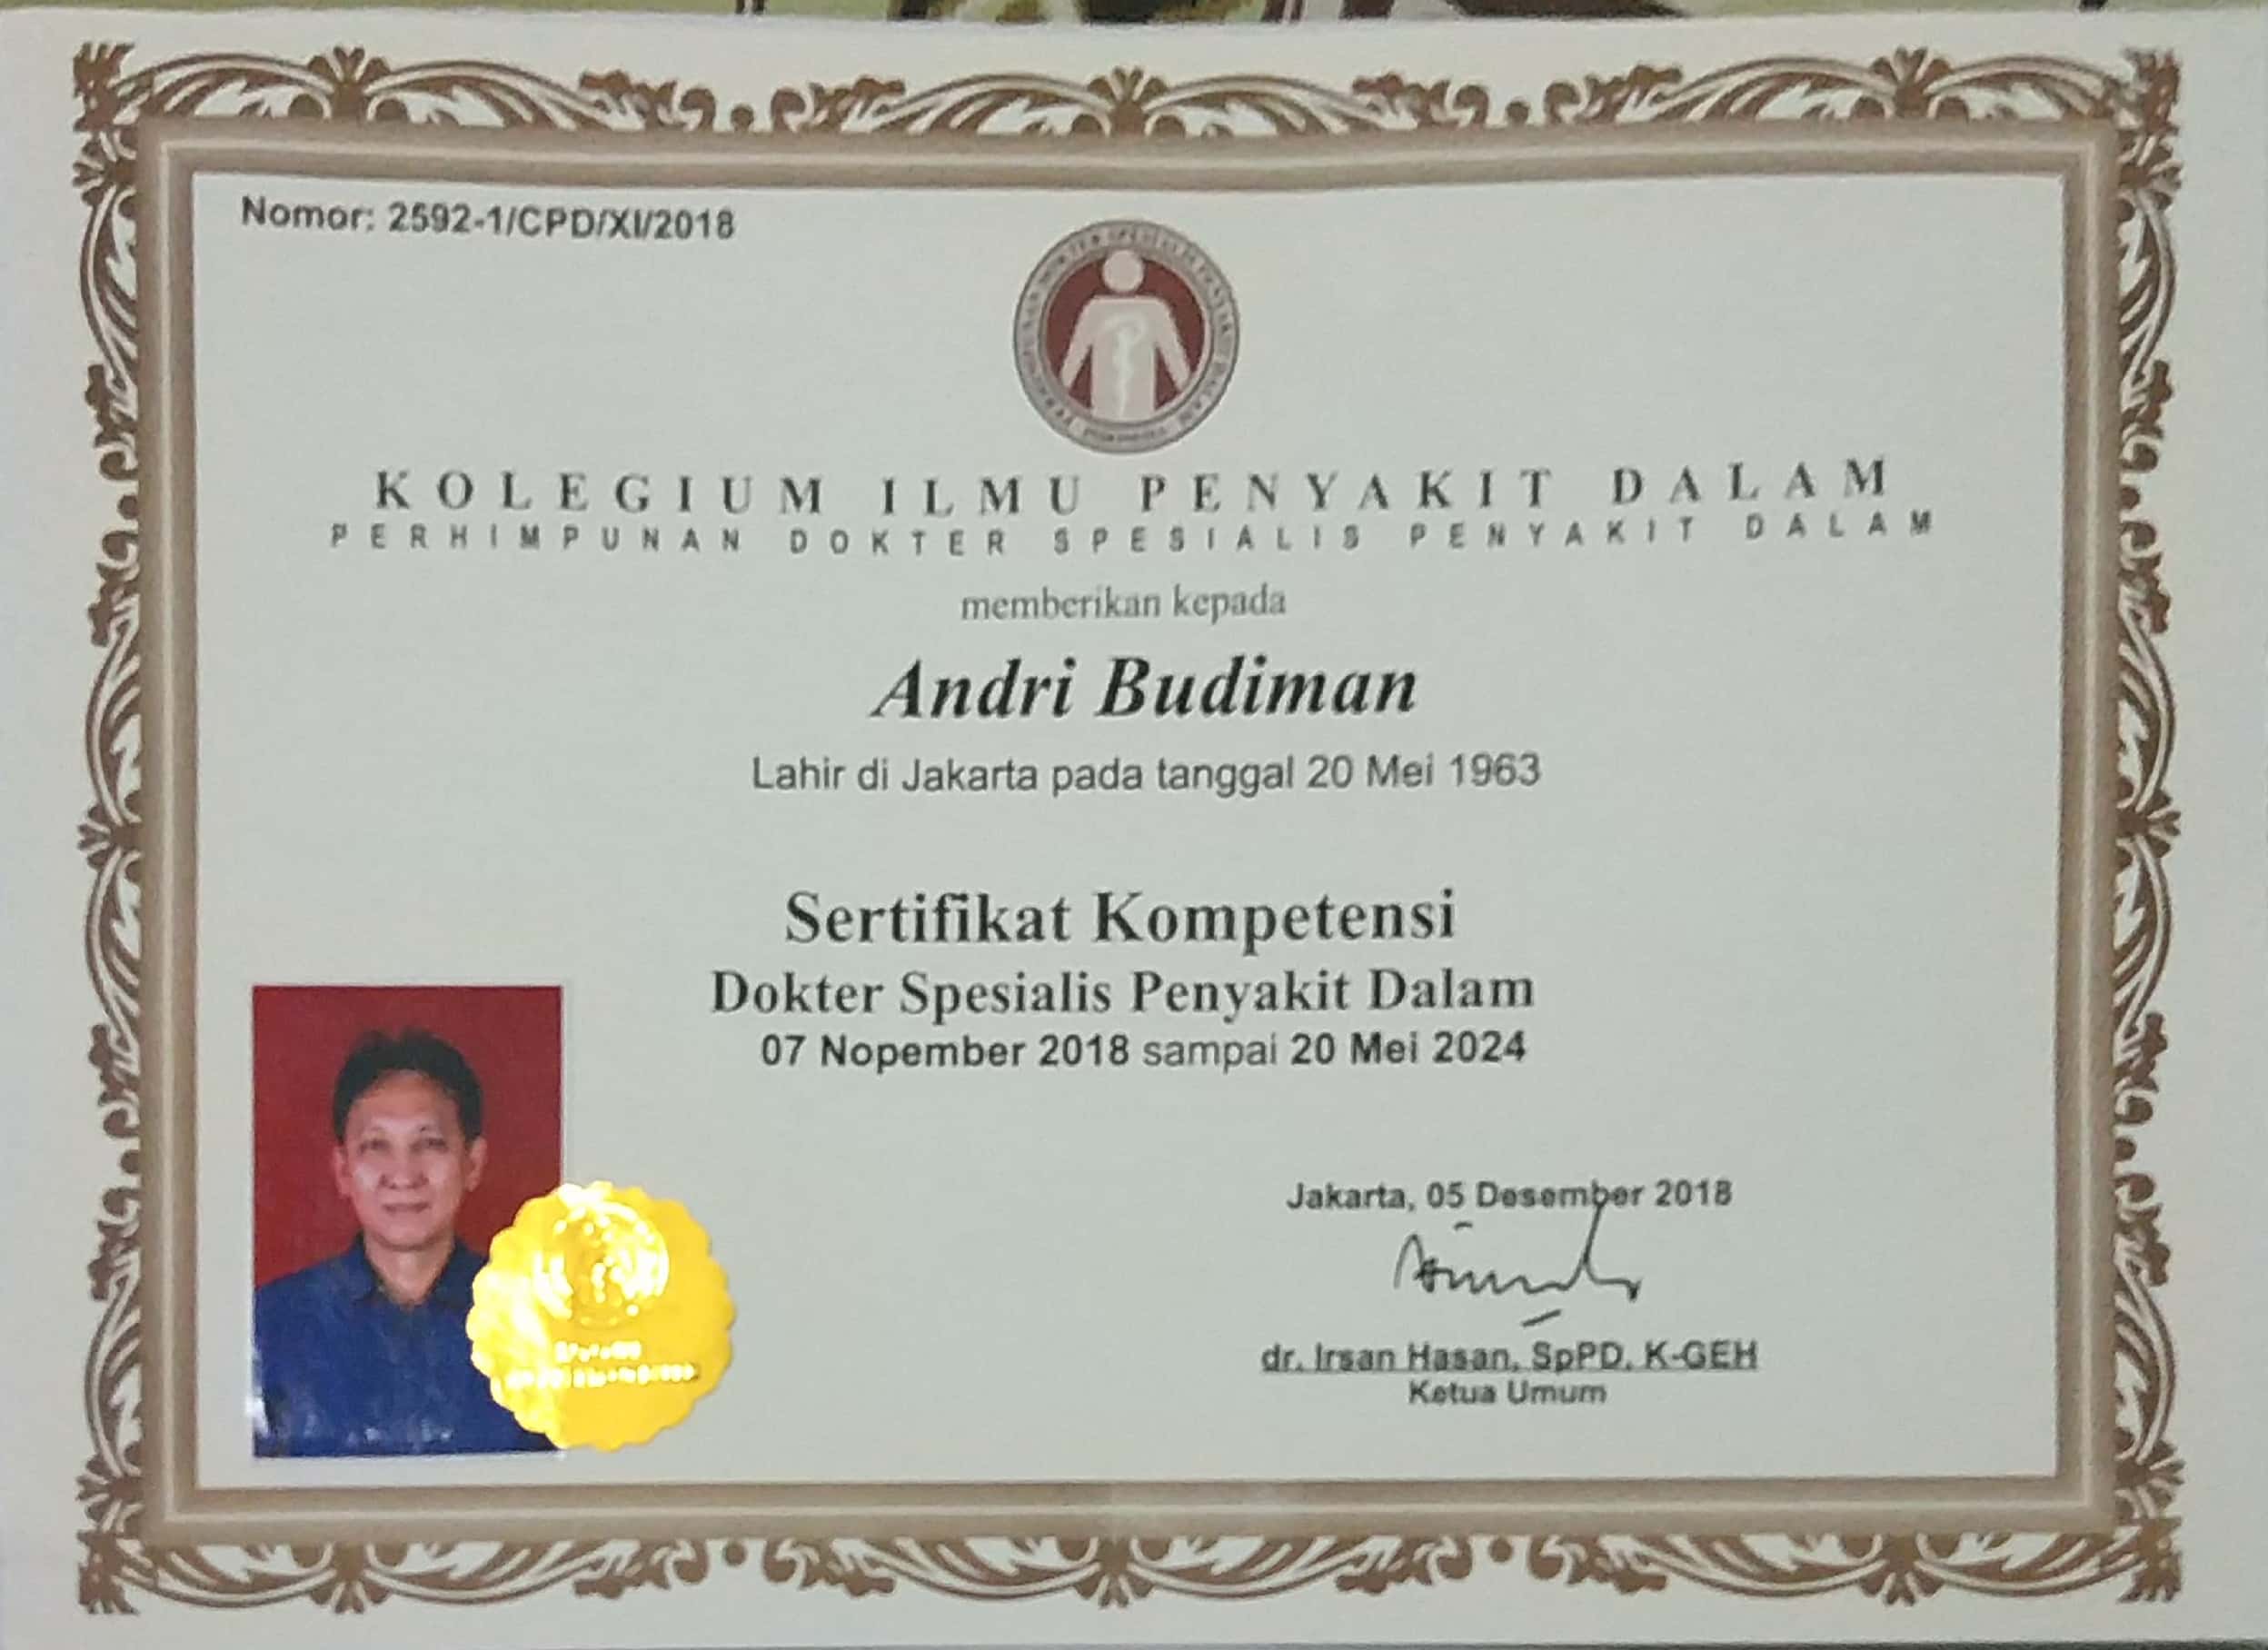 Nomor: 2592-1/CPD/XI/2018
KOLEGIUM ILMU PENYAKIT DALAM
PERHIMPUNAN DOKTER SPESIALIS PENYAKIT DALAM
memberikan kepada
Andri Budiman
Lahir di Jakarta pada tanggal 20 Mei 1963
Sertifikat Kompetensi
Dokter Spesialis Penyakit Dalam
07 Nopember 2018 sampai 20 Mei 2024
Jakarta, 05 Desember 2018
dr. Irsan Hasan, SpPD, K-GEH
Ketua Umum